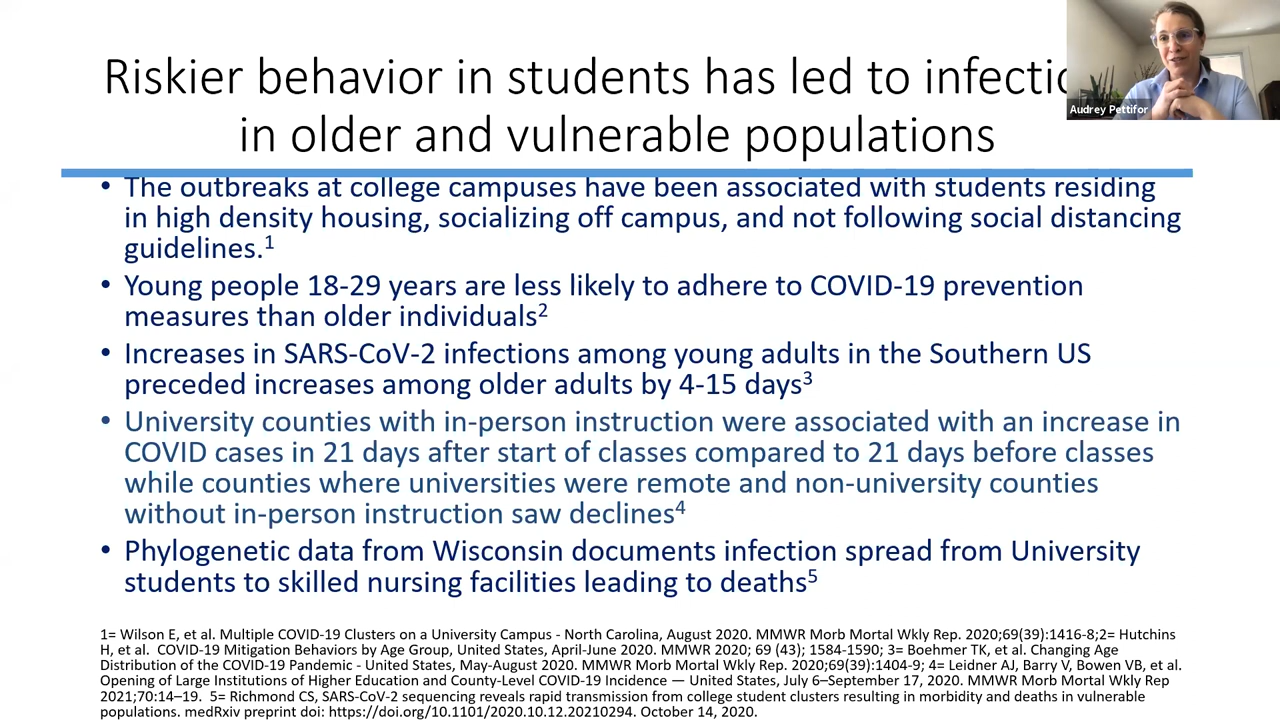 Riskier behavior in students has led to
in older and vulnerable populations
Audrey Pettifor
• The outbreaks at college campuses have been associated with students residing
in high density housing, socializing off campus, and not following social distancing
guidelines.1
• Young people 18-29 years are less likely to adhere to COVID-19 prevention
measures than older individuals2
• Increases in SARS-CoV-2 infections among young adults in the Southern US
preceded increases among older adults by 4-15 days3
• University counties with in-person instruction were associated with an increase in
COVID cases in 21 days after start of classes compared to 21 days before classes
while counties where universities were remote and non-university counties
without in-person instruction saw declines4
• Phylogenetic data from Wisconsin documents infection spread from University
students to skilled nursing facilities leading to deaths5
1= Wilson E, et al. Multiple COVID-19 Clusters on a University Campus - North Carolina, August 2020. MMWR Morb Mortal Wkly Rep. 2020;69(39):1416-8;2= Hutchins
H, et al. COVID-19 Mitigation Behaviors by Age Group, United States, April-June 2020. MMWR 2020; 69 (43); 1584-1590; 3= Boehmer TK, et al. Changing Age
Distribution of the COVID-19 Pandemic - United States, May-August 2020. MMWR Morb Mortal Wkly Rep. 2020;69(39):1404-9; 4= Leidner AJ, Barry V, Bowen VB, et al.
Opening of Large Institutions of Higher Education and County-Level COVID-19 Incidence — United States, July 6–September 17, 2020. MMWR Morb Mortal Wkly Rep
2021;70:14–19. 5= Richmond CS, SARS-CoV-2 sequencing reveals rapid transmission from college student clusters resulting in morbidity and deaths in vulnerable
populations. medRxiv preprint doi: https://doi.org/10.1101/2020.10.12.20210294. October 14, 2020.